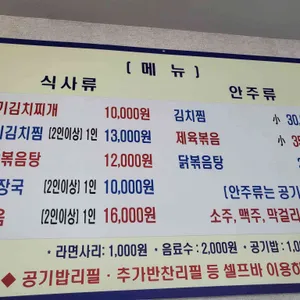 ( 메 뉴 )
식 사 류
안 주 류
기김치찌개 10,000원
김치찜 小 30
김치찜 [2인이상] 1인 13,000원
제육볶음 小
볶음탕 12,000원
닭볶음탕
장국 [2인이상] 1인 10,000원
[안주류는 공기
음 [2인이상] 1인 16,000원
소주, 맥주, 막걸리
· 라면사리 : 1,000원 · 음료수 : 2,000원 · 공기밥 : 1,0
◆ 공기밥리필 · 추가반찬리필 등 셀프바 이용